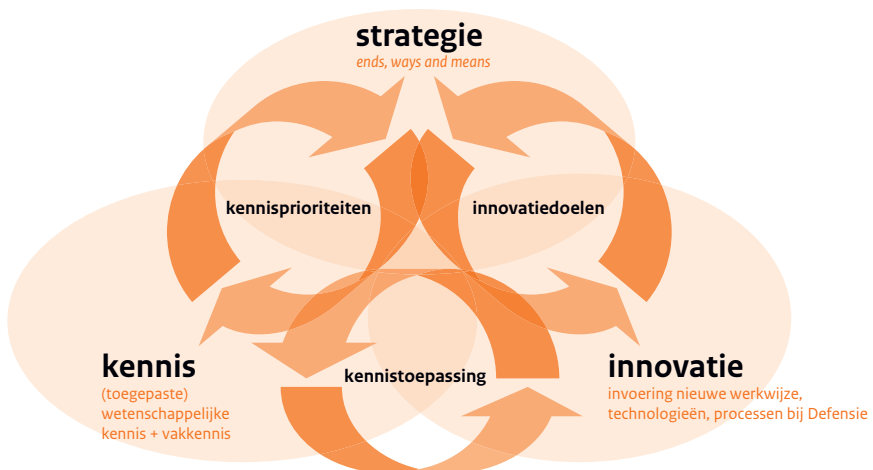 strategie
ends, ways and means
kennisprioriteiten
innovatiedoelen
kennistoepassing
kennis
(toegepaste)
wetenschappelijke
kennis + vakkennis
innovatie
invoering nieuwe werkwijze,
technologieën, processen bij Defensie